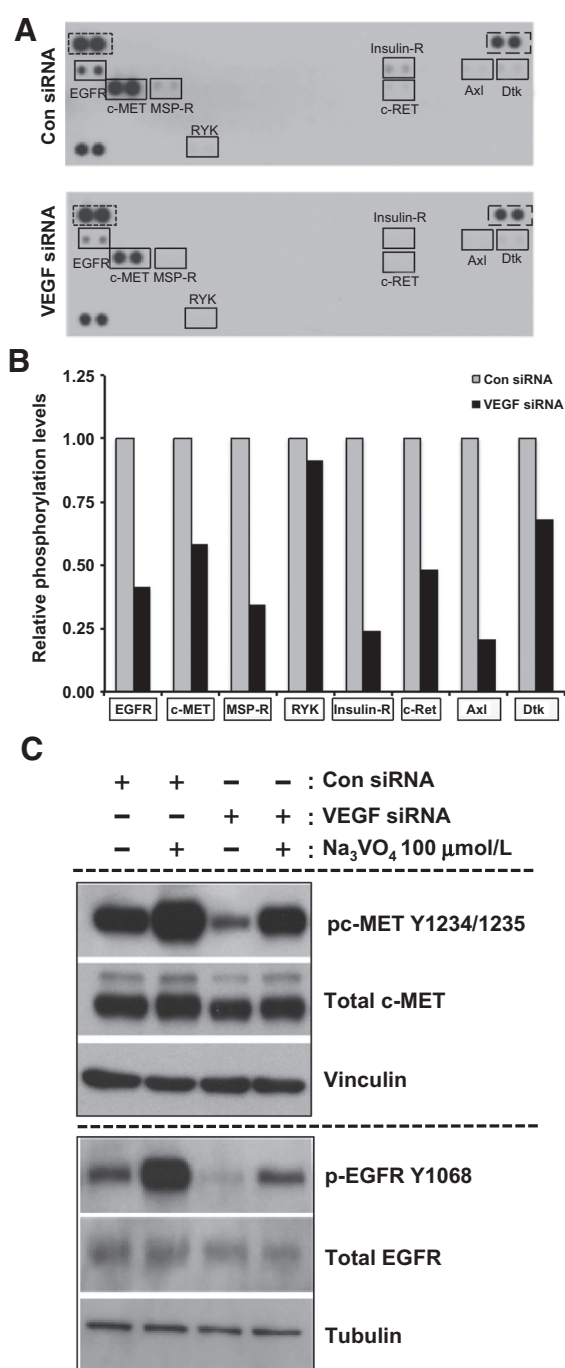 A
Con siRNA
EGFR
c-MET MSP-R
RYK
Insulin-R
c-RET
Axl Dtk
VEGF siRNA
EGFR
c-MET MSP-R
RYK
Insulin-R
c-RET
Axl Dtk
B
Relative phosphorylation levels
1.25
1.00
0.75
0.50
0.25
0.00
Con siRNA
VEGF siRNA
EGFR c-MET MSP-R RYK Insulin-R c-Ret Axl Dtk
C
+ + – – : Con siRNA
– – + + : VEGF siRNA
– + – + : Na₃VO₄ 100 μmol/L
pc-MET Y1234/1235
Total c-MET
Vinculin
p-EGFR Y1068
Total EGFR
Tubulin